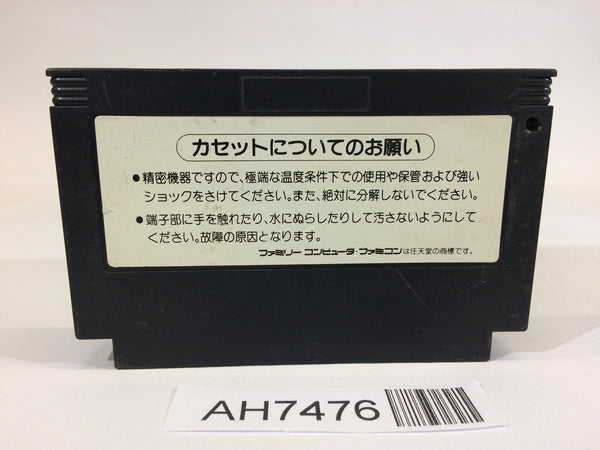 カセットについてのお願い
●精密機器ですので、極端な温度条件下での使用や保管および強い
ショックをさけてください。また、絶対に分解しないでください。
●端子部に手を触れたり、水にぬらしたりして汚さないようにして
ください。故障の原因となります。
ファミリー コンピュータ・ファミコンは任天堂の商標です。
AH7476